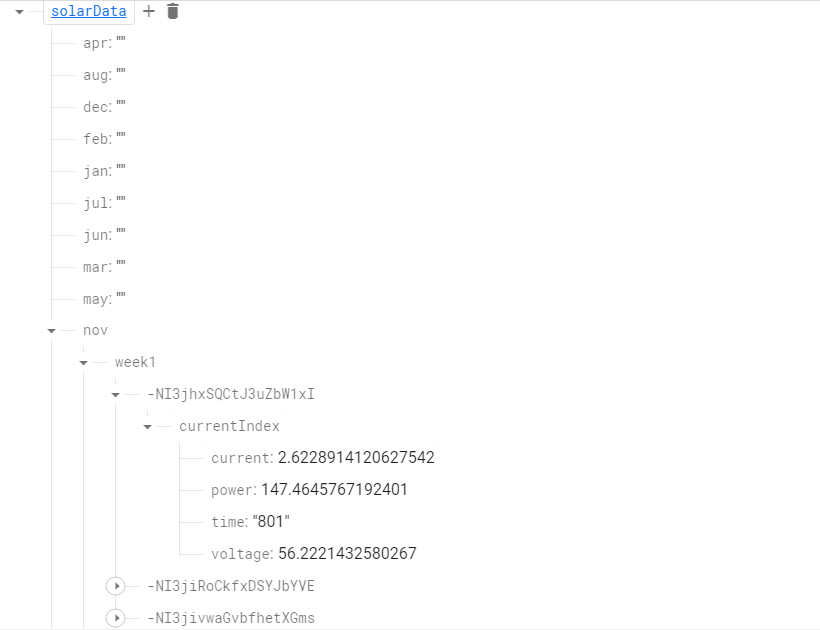 solarData
apr: ""
aug: ""
dec: ""
feb: ""
jan: ""
jul: ""
jun: ""
mar: ""
may: ""
nov
week1
-NI3jhxSQCtJ3uZbW1xI
currentIndex
current: 2.6228914120627542
power: 147.4645767192401
time: "801"
voltage: 56.2221432580267
-NI3jiRoCkfxDSYJbYVE
-NI3jivwaGvbfhetXGms